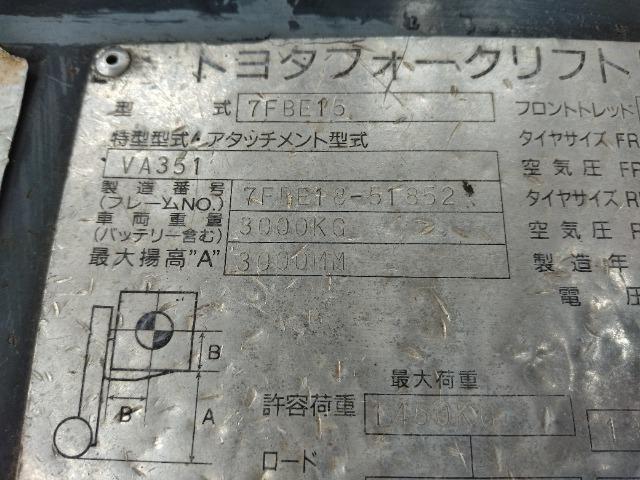 トヨタフォークリフト
型 式 7FBE15
フロントトレッド
特型型式/アタッチメント型式
タイヤサイズ FR
VA351
空気圧 FR
製造番号 (フレームNO.) 7FBE18-51852
タイヤサイズ R
車両重量 (バッテリー含む) 3000KG
空気圧
最大揚高"A" 3000MM
製造年
電圧
B
B
A
最大荷重
許容荷重 1450KG
ロード